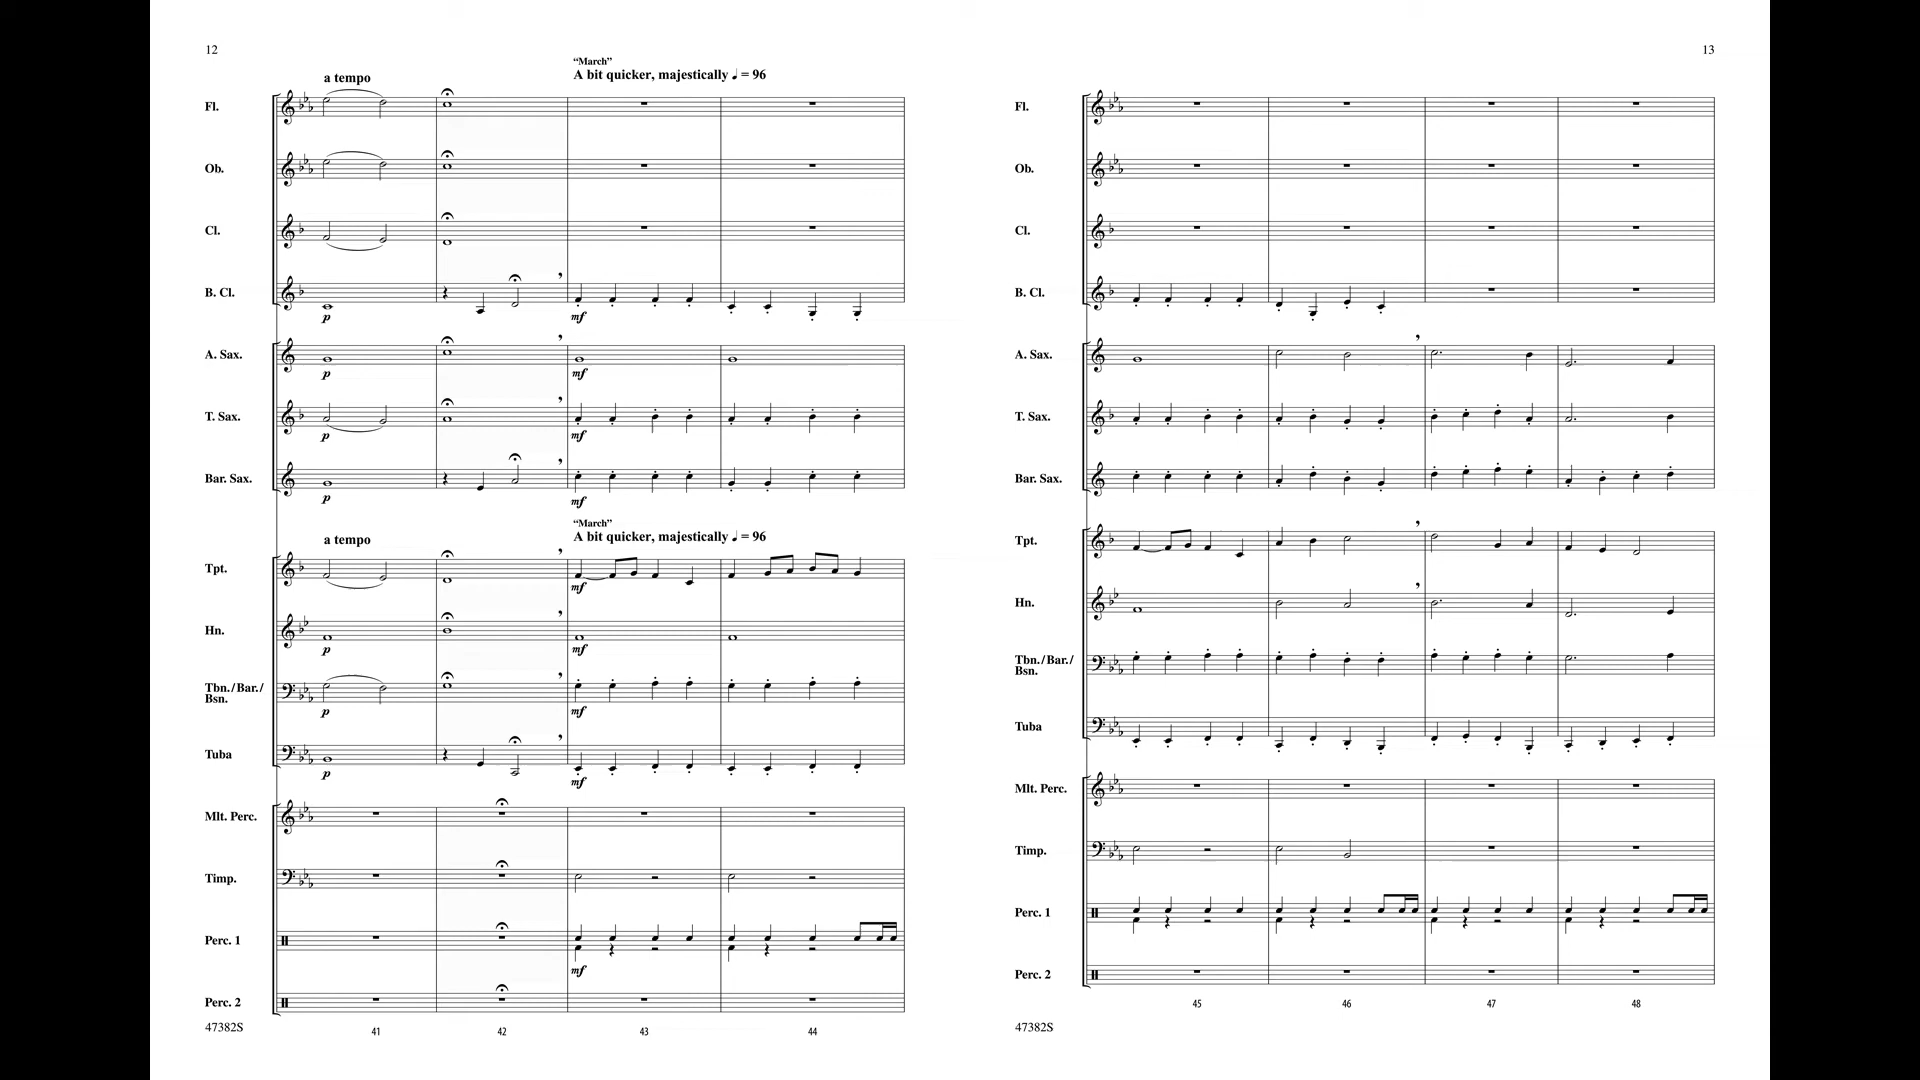 12
“March”
a tempo
A bit quicker, majestically ♩ = 96
Fl.
Ob.
Cl.
B. Cl.
p
mf
A. Sax.
p
mf
T. Sax.
p
mf
Bar. Sax.
p
mf
“March”
a tempo
A bit quicker, majestically ♩ = 96
Tpt.
mf
Hn.
p
mf
Tbn./Bar./
Bsn.
p
mf
Tuba
p
mf
Mlt. Perc.
Timp.
Perc. 1
mf
Perc. 2
47382S
41 42 43 44
13
Fl.
Ob.
Cl.
B. Cl.
A. Sax.
T. Sax.
Bar. Sax.
Tpt.
Hn.
Tbn./Bar./
Bsn.
Tuba
Mlt. Perc.
Timp.
Perc. 1
Perc. 2
45 46 47 48
47382S